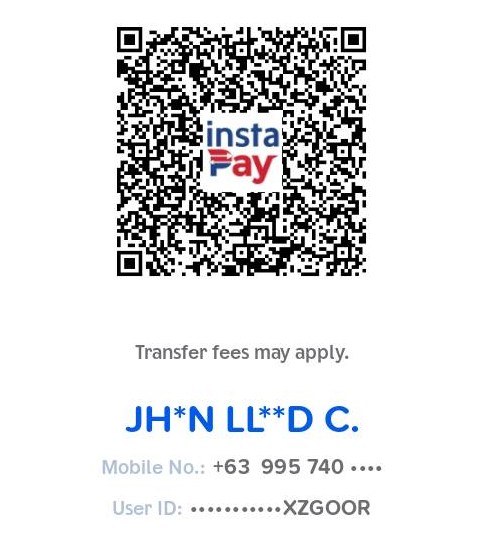 insta
Pay
Transfer fees may apply.
JH*N LL**D C.
Mobile No.: +63 995 740 ••••
User ID: •••••••••••XZGOOR